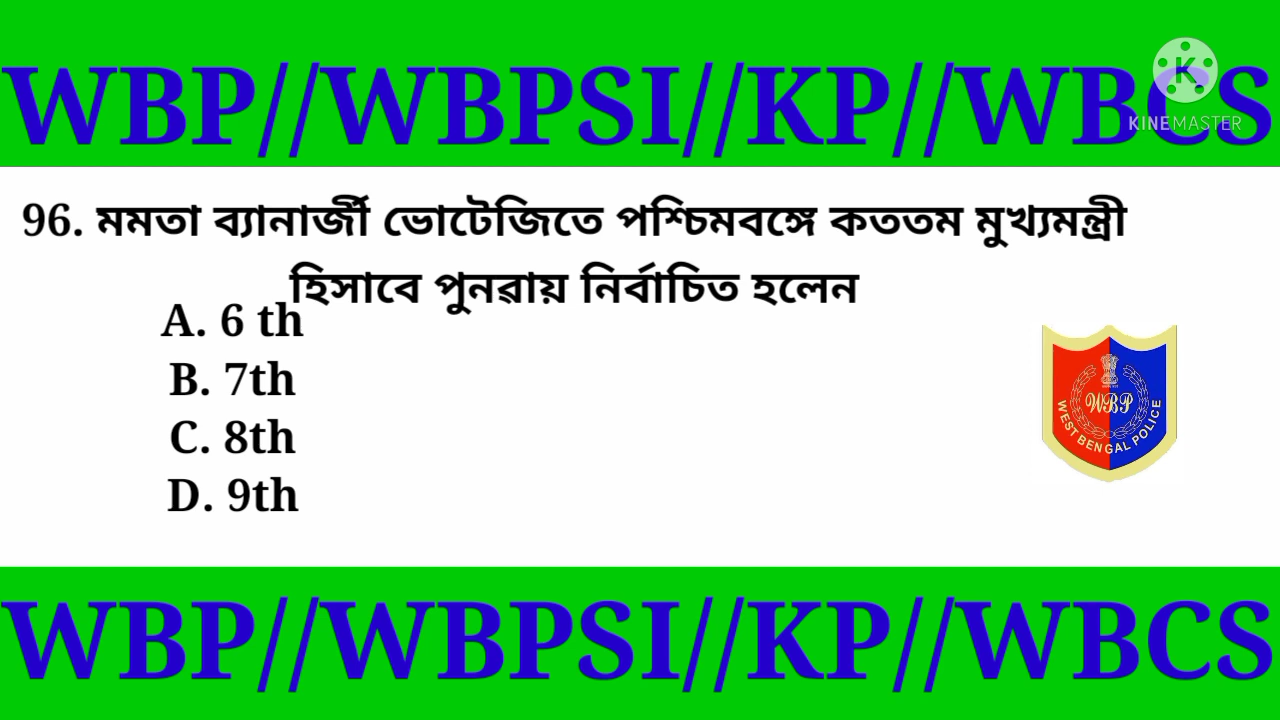 WBP//WBPSI//KP//WBCS
K
KINEMASTER
96. মমতা ব্যানার্জী ভোটেজিতে পশ্চিমবঙ্গে কততম মুখ্যমন্ত্রী
হিসাবে পুনৱায় নির্বাচিত হলেন
A. 6 th
B. 7th
C. 8th
D. 9th
WBP
WEST BENGAL POLICE
WBP//WBPSI//KP//WBCS